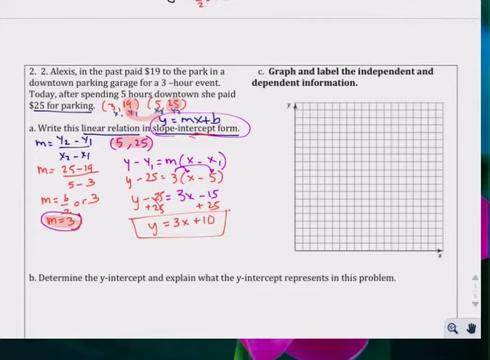 2. 2. Alexis, in the past paid $19 to the park in a
downtown parking garage for a 3 –hour event.
Today, after spending 5 hours downtown she paid
$25 for parking. (3, 19) (5, 25)
x₁ y₁ x₂ y₂
y = mx+b
a. Write this linear relation in slope-intercept form.
m = y₂ - y₁ / x₂ - x₁
(5, 25)
m = 25 - 19 / 5 - 3
m = 6/2 or 3
m = 3
y - y₁ = m(x - x₁)
y - 25 = 3(x - 5)
y - 25 = 3x - 15
+25 + 25
y = 3x + 10
b. Determine the y-intercept and explain what the y-intercept represents in this problem.
c. Graph and label the independent and
dependent information.
y
x